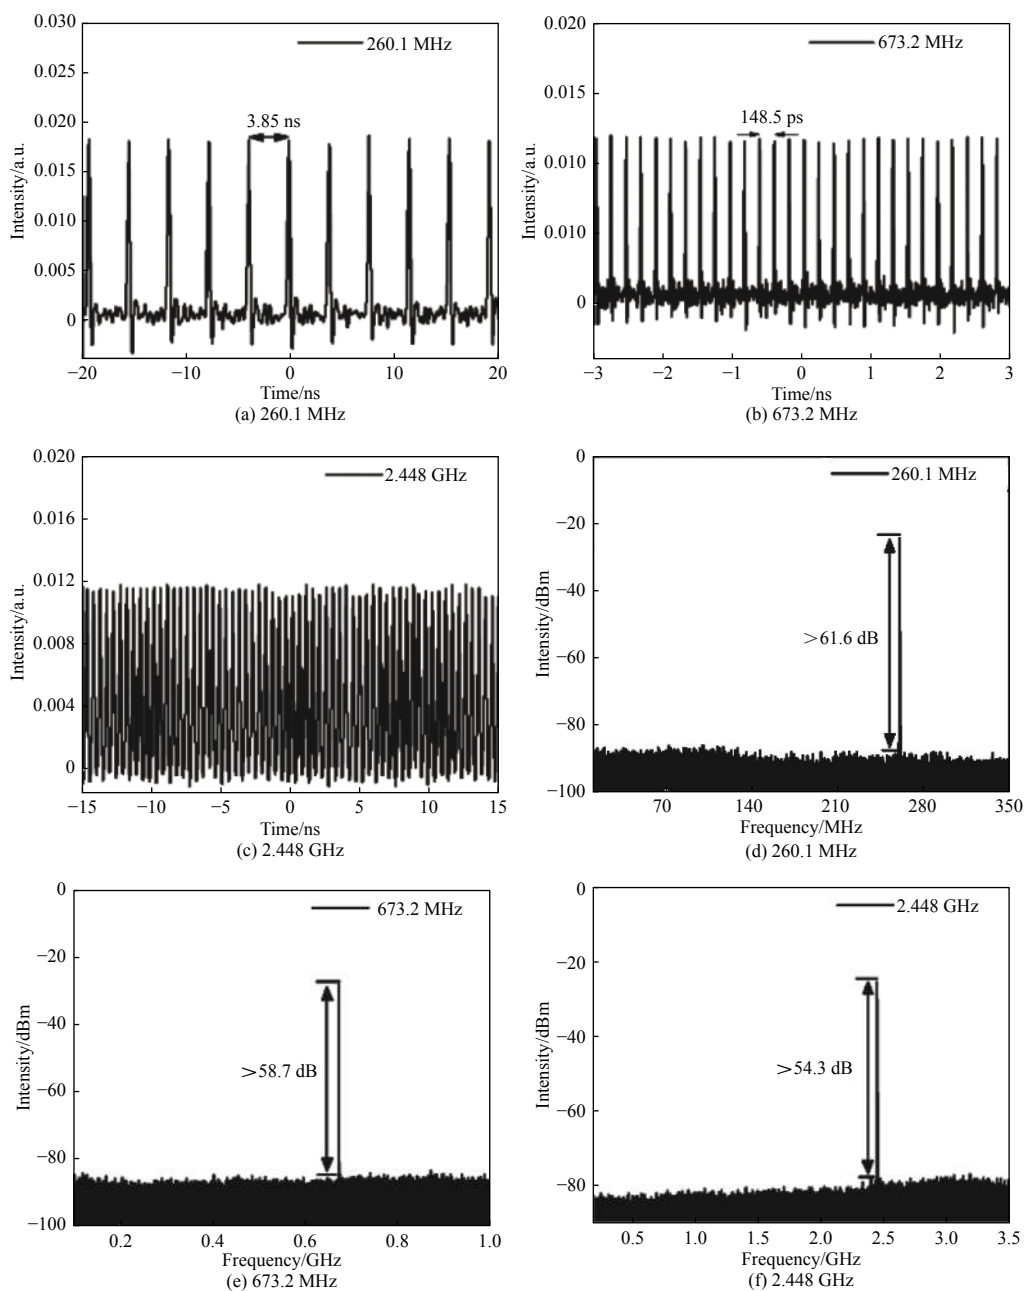 0.030
0.025
0.020
0.015
0.010
0.005
0
Intensity/a.u.
260.1 MHz
3.85 ns
−20
−10
0
10
20
Time/ns
(a) 260.1 MHz
0.020
0.015
0.010
0.010
0
Intensity/a.u.
673.2 MHz
148.5 ps
−3
−2
−1
0
1
2
3
Time/ns
(b) 673.2 MHz
0.020
0.016
0.012
0.008
0.004
0
Intensity/a.u.
2.448 GHz
−15
−10
−5
0
5
10
15
Time/ns
(c) 2.448 GHz
0
−20
−40
−60
−80
−100
Intensity/dBm
260.1 MHz
>61.6 dB
70
140
210
280
350
Frequency/MHz
(d) 260.1 MHz
0
−20
−40
−60
−80
−100
Intensity/dBm
673.2 MHz
>58.7 dB
0.2
0.4
0.6
0.8
1.0
Frequency/GHz
(e) 673.2 MHz
0
−20
−40
−60
−80
Intensity/dBm
2.448 GHz
>54.3 dB
0.5
1.0
1.5
2.0
2.5
3.0
3.5
Frequency/GHz
(f) 2.448 GHz